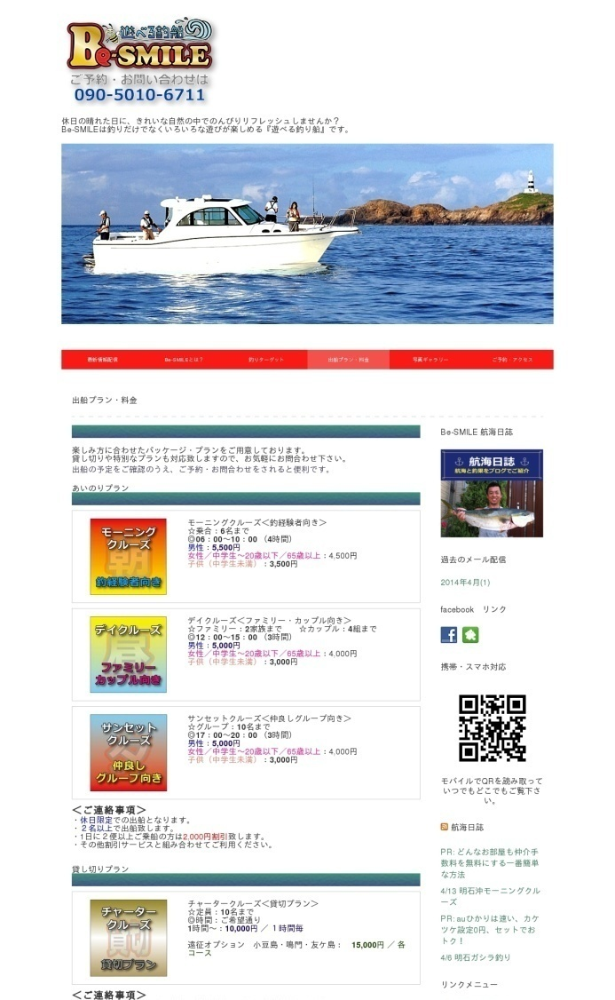 遊べる釣船
Be-SMILE
ご予約・お問い合わせは
090-5010-6711
休日の晴れた日に、きれいな自然の中でのんびりリフレッシュしませんか？
Be-SMILEは釣りだけでなくいろいろな遊びが楽しめる『遊べる釣り船』です。
最新情報配信
Be-SMILEとは？
釣りターゲット
出船プラン・料金
写真ギャラリー
ご予約・アクセス
出船プラン・料金
楽しみ方に合わせたパッケージ・プランをご用意しております。
貸し切りや特別なプランも対応致しますので、お気軽にお問合わせ下さい。
出船の予定をご確認のうえ、ご予約・お問合わせをされると便利です。
あいのりプラン
モーニング
クルーズ
朝
釣経験者向き
モーニングクルーズ＜釣経験者向き＞
☆乗合：6名まで
◎06：00〜10：00 （4時間）
男性：5,500円
女性／中学生〜20歳以下／65歳以上：4,500円
子供（中学生未満）：3,500円
デイクルーズ
昼
ファミリー
カップル向き
デイクルーズ＜ファミリー・カップル向き＞
☆ファミリー：2家族まで　　☆カップル：4組まで
◎12：00〜15：00 （3時間）
男性：5,000円
女性／中学生〜20歳以下／65歳以上：4,000円
子供（中学生未満）：3,000円
サンセット
クルーズ
夕
仲良し
グループ向き
サンセットクルーズ＜仲良しグループ向き＞
☆グループ：10名まで
◎17：00〜20：00 （3時間）
男性：5,000円
女性／中学生〜20歳以下／65歳以上：4,000円
子供（中学生未満）：3,000円
＜ご連絡事項＞
・休日限定での出船となります。
・２名以上で出船致します。
・1日に２便以上ご乗船の方は2,000円割引致します。
・その他割引サービスと組み合わせてご利用ください。
貸し切りプラン
チャーター
クルーズ
貸切プラン
チャータークルーズ＜貸切プラン＞
☆定員：10名まで
◎時間：ご希望通り
1時間〜：10,000円 ／ １時間毎
遠征オプション　小豆島・鳴門・友ケ島：　15,000円 ／ 各
コース
＜ご連絡事項＞
Be-SMILE 航海日誌
航海日誌
航海と釣果をブログでご紹介
過去のメール配信
2014年4月(1)
facebook　リンク
携帯・スマホ対応
モバイルでQRを読み取って
いつでもどこでもご覧下さ
い。
航海日誌
PR: どんなお部屋も仲介手
数料を無料にする一番簡単
な方法
4/13 明石沖モーニングクル
ーズ
PR: auひかりは速い、カケ
ツケ設定0円、セットでお
トク！
4/6 明石ガシラ釣り
リンクメニュー